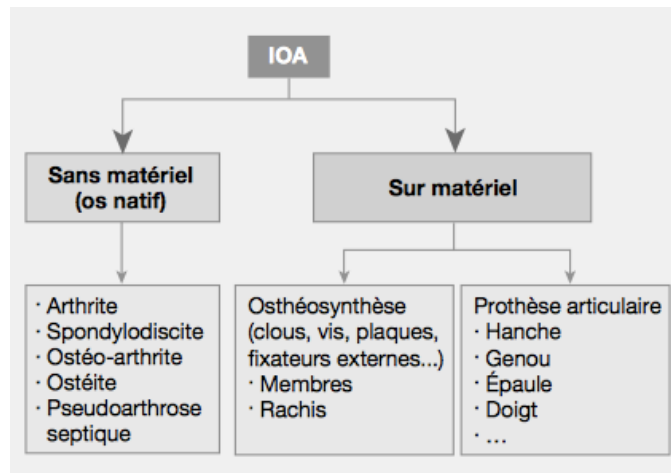 IOA
Sans matériel
(os natif)
Sur matériel
· Arthrite
· Spondylodiscite
· Ostéo-arthrite
· Ostéite
· Pseudoarthrose
septique
Osthéosynthèse
(clous, vis, plaques,
fixateurs externes...)
· Membres
· Rachis
Prothèse articulaire
· Hanche
· Genou
· Épaule
· Doigt
· ...